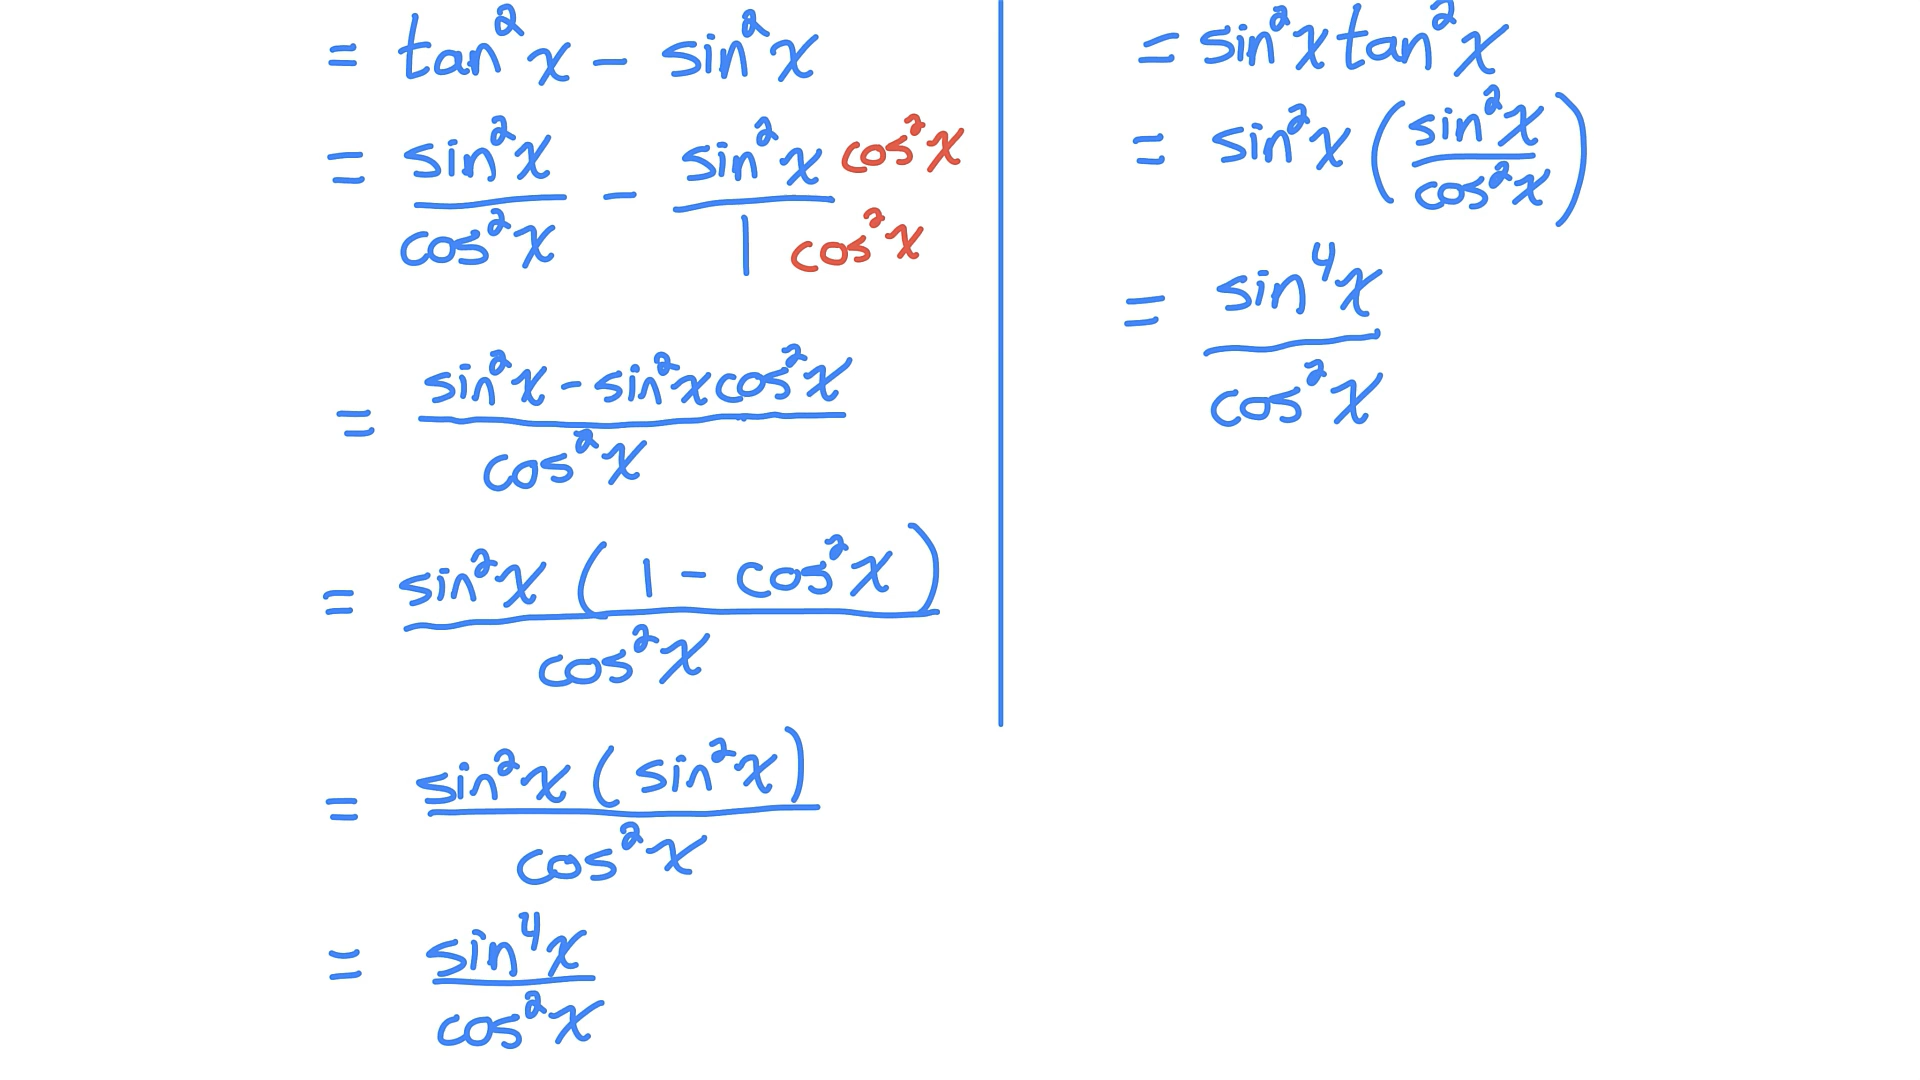 = tan²x - sin²x
= sin²x/cos²x - sin²x cos²x/1 cos²x
= (sin²x - sin²x cos²x)/cos²x
= sin²x (1 - cos²x)/cos²x
= sin²x (sin²x)/cos²x
= sin⁴x/cos²x
= sin²x tan²x
= sin²x (sin²x/cos²x)
= sin⁴x/cos²x